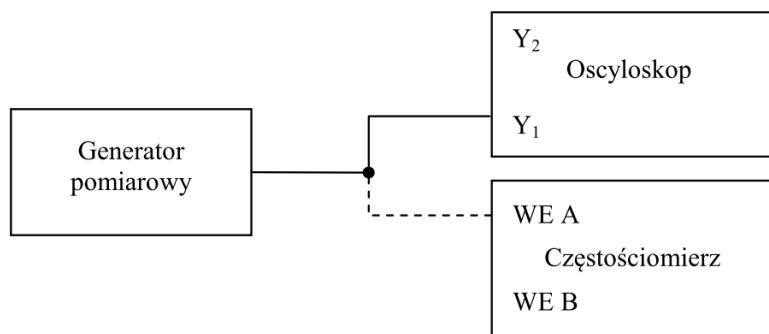 Generator
pomiarowy
Y₂
Oscyloskop
Y₁
WE A
Częstościomierz
WE B